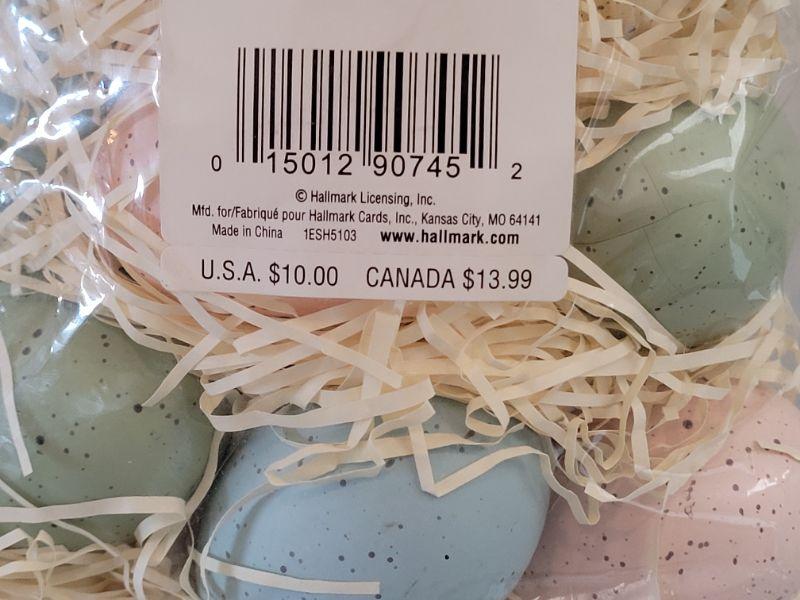 0 15012 90745 2
© Hallmark Licensing, Inc.
Mfd. for/Fabriqué pour Hallmark Cards, Inc., Kansas City, MO 64141
Made in China 1ESH5103 www.hallmark.com
U.S.A. $10.00 CANADA $13.99